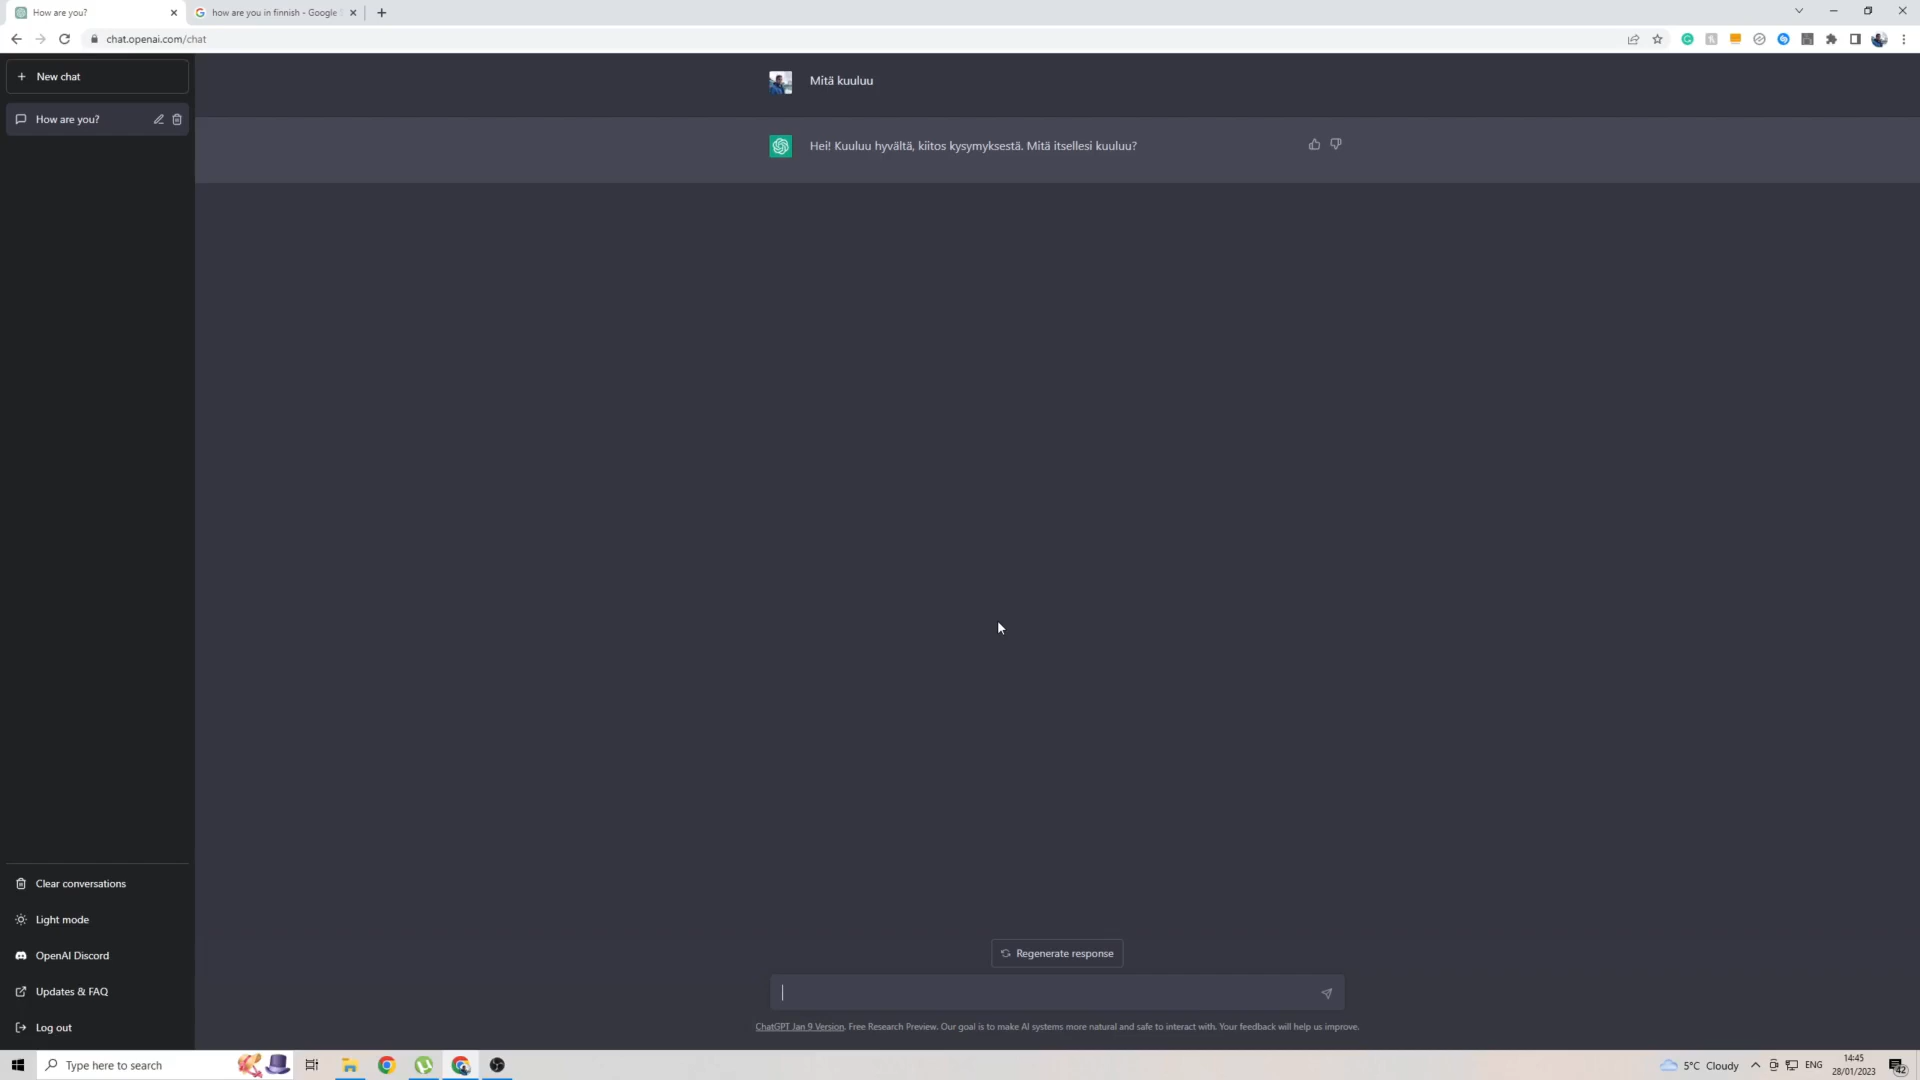 How are you?
how are you in finnish - Google
chat.openai.com/chat
New chat
How are you?
Mitä kuuluu
Hei! Kuuluu hyvältä, kiitos kysymyksestä. Mitä itsellesi kuuluu?
Clear conversations
Light mode
OpenAI Discord
Updates & FAQ
Log out
Regenerate response
ChatGPT Jan 9 Version. Free Research Preview. Our goal is to make AI systems more natural and safe to interact with. Your feedback will help us improve.
Type here to search
5°C Cloudy
ENG
14:45
28/01/2023
42